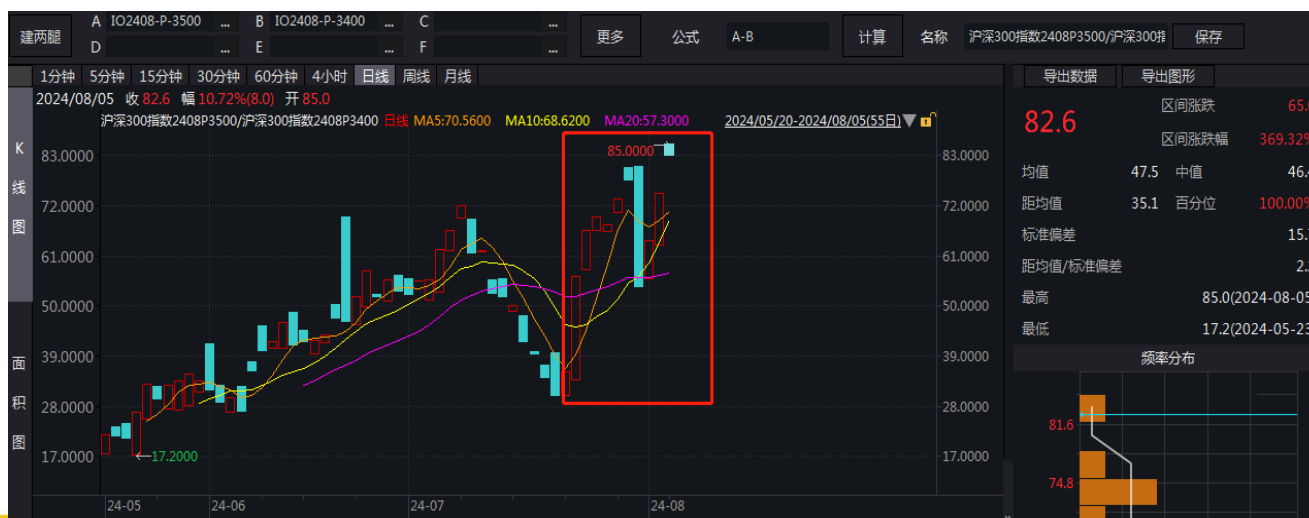 建两腿 A IO2408-P-3500 ... B IO2408-P-3400 ... C ... 更多 公式 A-B 计算 名称 沪深300指数2408P3500/沪深300指 保存
D ... E ... F ...
1分钟 5分钟 15分钟 30分钟 60分钟 4小时 日线 周线 月线 导出数据 导出图形
2024/08/05 收 82.6 幅 10.72%(8.0) 开 85.0
沪深300指数2408P3500/沪深300指数2408P3400 日线 MA5:70.5600 MA10:68.6200 MA20:57.3000 2024/05/20-2024/08/05(55日)
K
线
图
面
积
图
83.0000
72.0000
61.0000
50.0000
39.0000
28.0000
17.0000
85.0000
17.2000
83.0000
72.0000
61.0000
50.0000
39.0000
28.0000
17.0000
24-05 24-06 24-07 24-08
82.6
区间涨跌 65.
区间涨跌幅 369.32%
均值 47.5 中值 46.
距均值 35.1 百分位 100.00%
标准偏差 15.
距均值/标准偏差 2.
最高 85.0(2024-08-05
最低 17.2(2024-05-23
频率分布
81.6
74.8